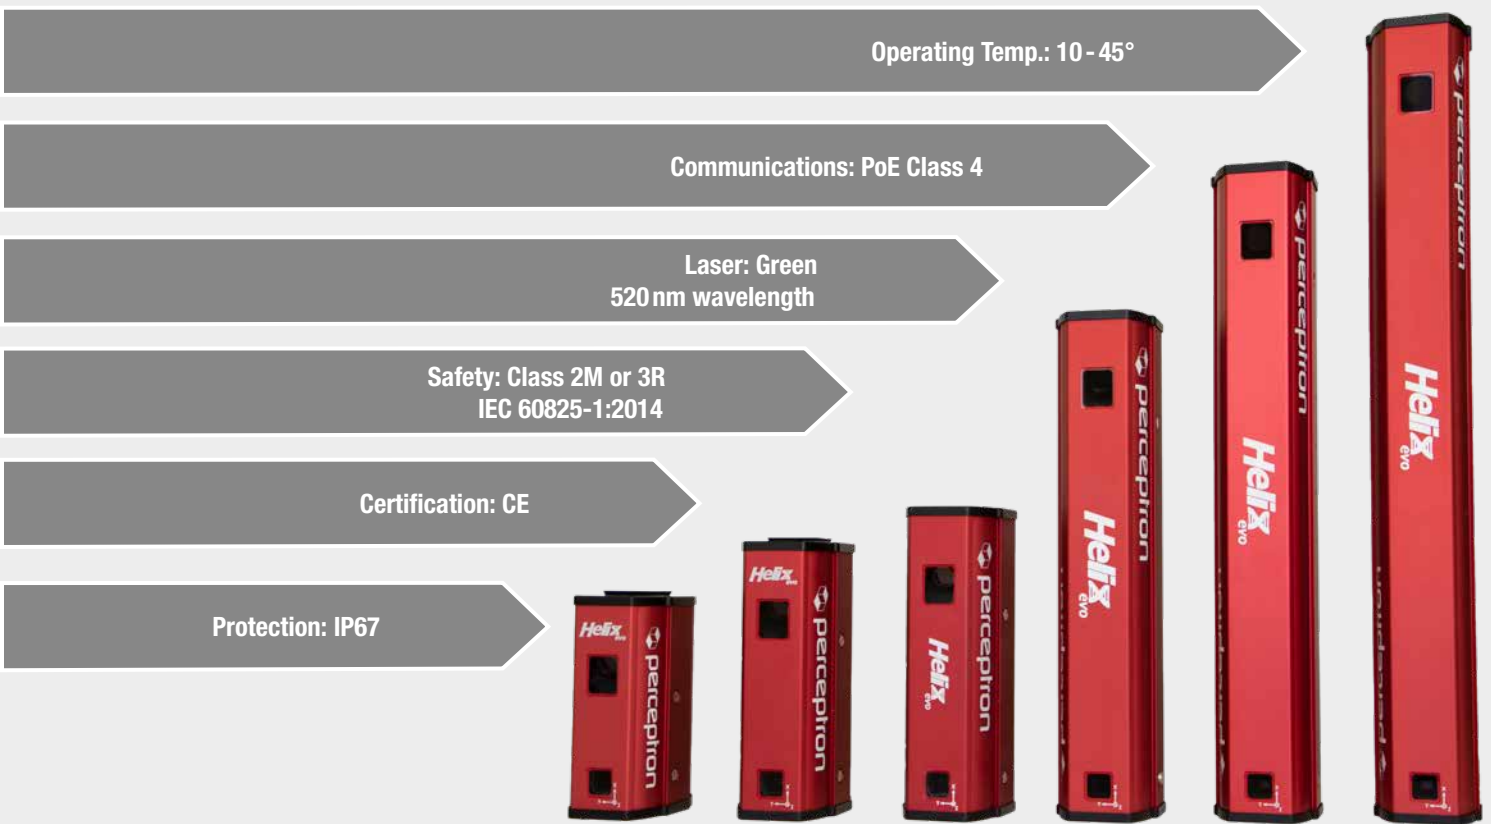 Operating Temp.: 10 - 45°
Communications: PoE Class 4
Laser: Green
520 nm wavelength
Safety: Class 2M or 3R
IEC 60825-1:2014
Certification: CE
Protection: IP67
Helix
evo
perceptron
Helix
evo
perceptron
Helix
evo
perceptron
Helix
evo
perceptron
Helix
evo
perceptron
Helix
evo
perceptron